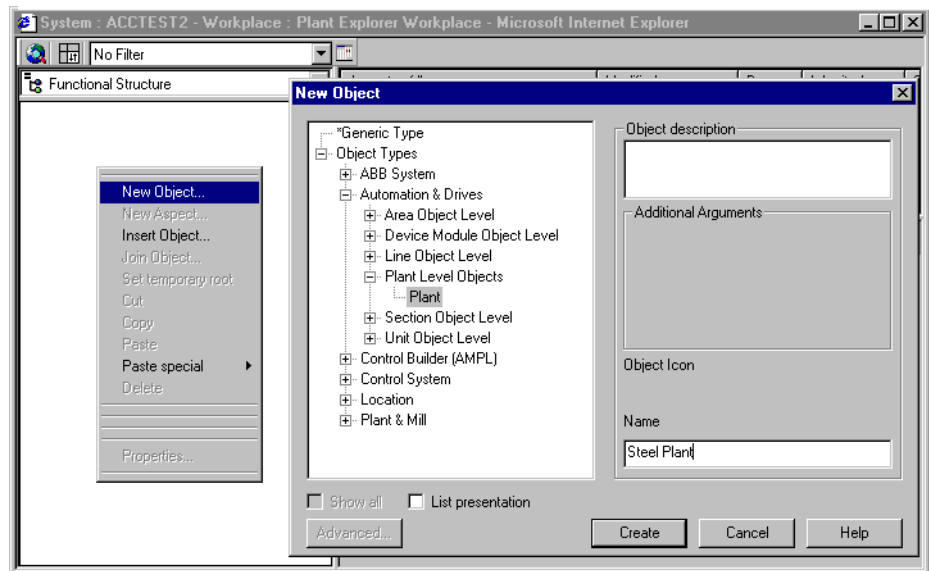 System : ACCTEST2 - Workplace : Plant Explorer Workplace - Microsoft Internet Explorer
No Filter
Functional Structure
New Object...
New Aspect...
Insert Object...
Join Object...
Set temporary root
Cut
Copy
Paste
Paste special
Delete
Properties...
New Object
*Generic Type
Object Types
ABB System
Automation & Drives
Area Object Level
Device Module Object Level
Line Object Level
Plant Level Objects
Plant
Section Object Level
Unit Object Level
Control Builder (AMPL)
Control System
Location
Plant & Mill
Show all
List presentation
Advanced...
Object description
Additional Arguments
Object Icon
Name
Steel Plant
Create
Cancel
Help